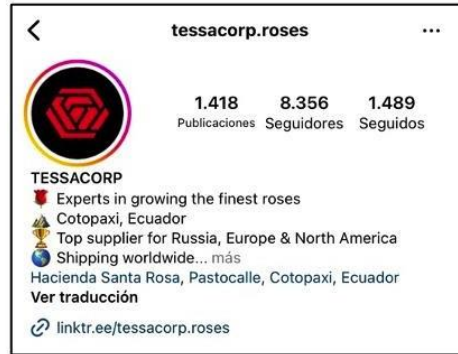 tessacorp.roses
1.418 8.356 1.489
Publicaciones Seguidores Seguidos
TESSACORP
Experts in growing the finest roses
Cotopaxi, Ecuador
Top supplier for Russia, Europe & North America
Shipping worldwide... más
Hacienda Santa Rosa, Pastocalle, Cotopaxi, Ecuador
Ver traducción
linktr.ee/tessacorp.roses